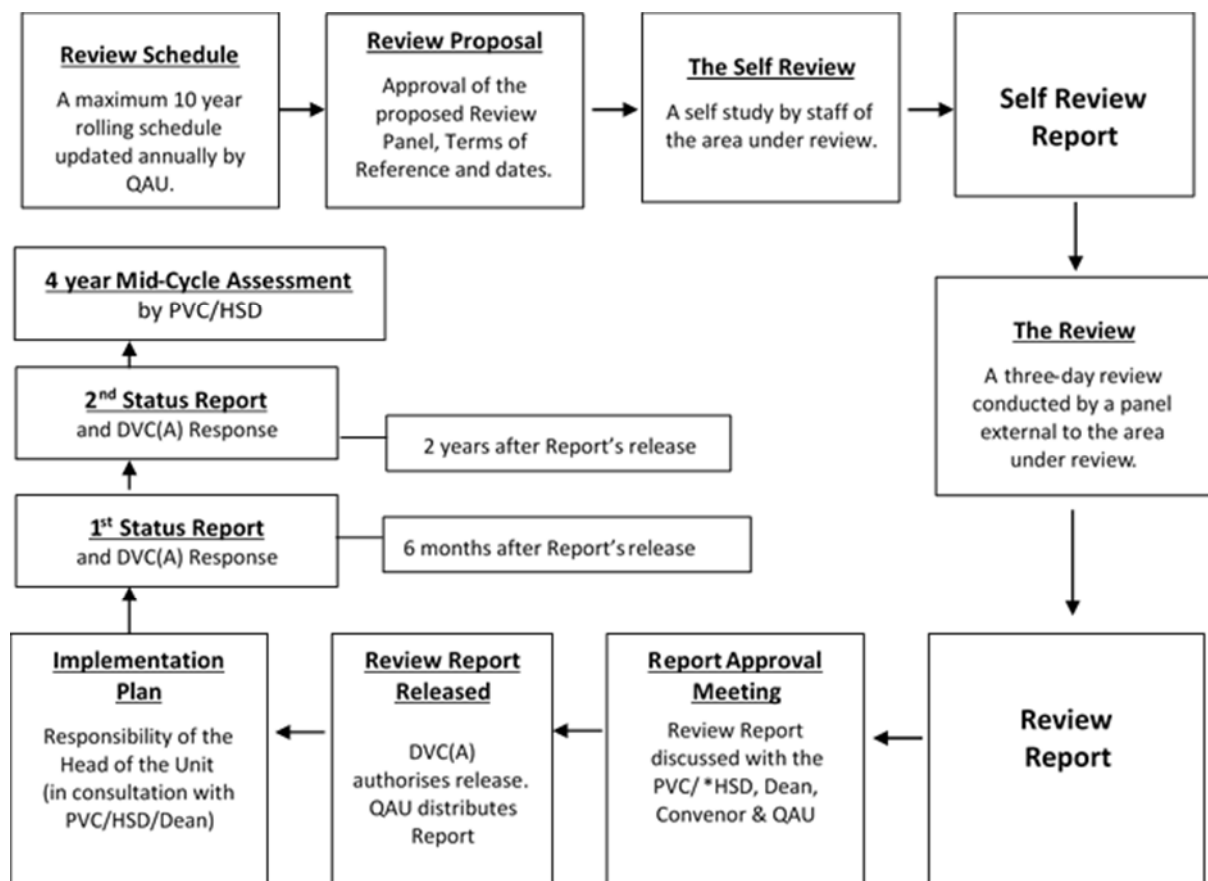 Review Schedule
A maximum 10 year
rolling schedule
updated annually by
QAU.
Review Proposal
Approval of the
proposed Review
Panel, Terms of
Reference and dates.
The Self Review
A self study by staff of
the area under review.
Self Review
Report
The Review
A three-day review
conducted by a panel
external to the area
under review.
Review
Report
Report Approval
Meeting
Review Report
discussed with the
PVC/ *HSD, Dean,
Convenor & QAU
Review Report
Released
DVC(A)
authorises release.
QAU distributes
Report
Implementation
Plan
Responsibility of the
Head of the Unit
(in consultation with
PVC/HSD/Dean)
1st Status Report
and DVC(A) Response
6 months after Report's release
2nd Status Report
and DVC(A) Response
2 years after Report's release
4 year Mid-Cycle Assessment
by PVC/HSD